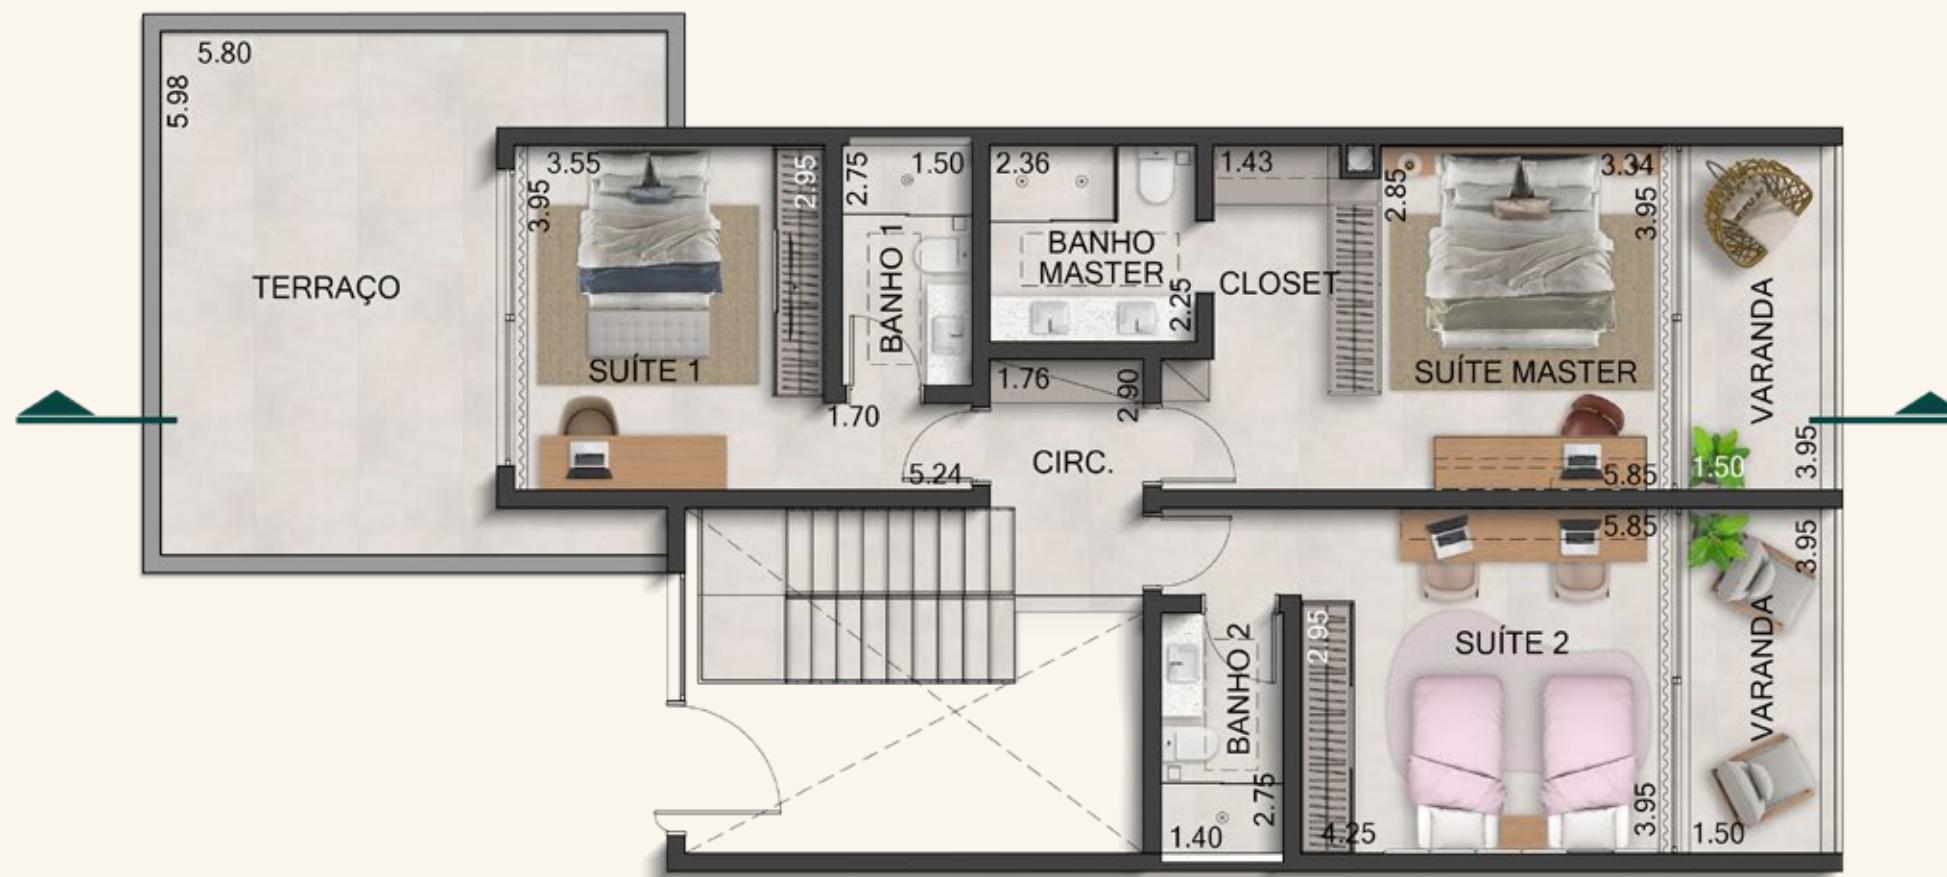 5.80
5.98
TERRAÇO
3.55
3.95
2.95
SUÍTE 1
2.75
1.50
BANHO 1
1.70
5.24
2.36
BANHO
MASTER
2.25
1.76
2.90
CIRC.
1.43
CLOSET
2.85
3.34
3.95
SUÍTE MASTER
5.85
VARANDA
1.50
3.95
5.85
3.95
SUÍTE 2
VARANDA
BANHO 2
2.95
2.75
1.40
4.25
3.95
1.50